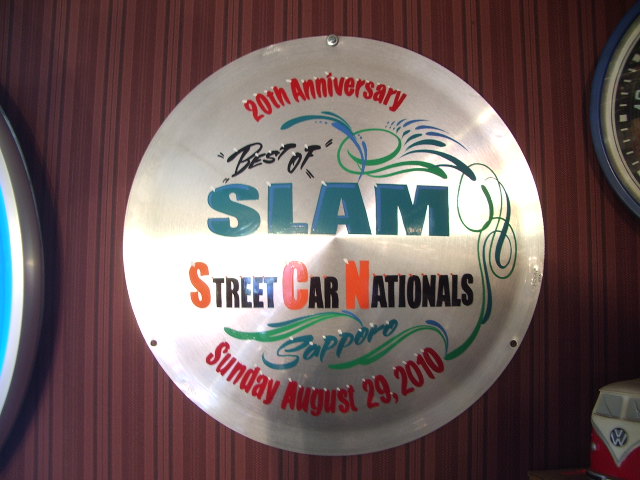 20th Anniversary
"BEST OF"
SLAM
STREET CAR NATIONALS
Sapporo
Sunday August 29, 2010